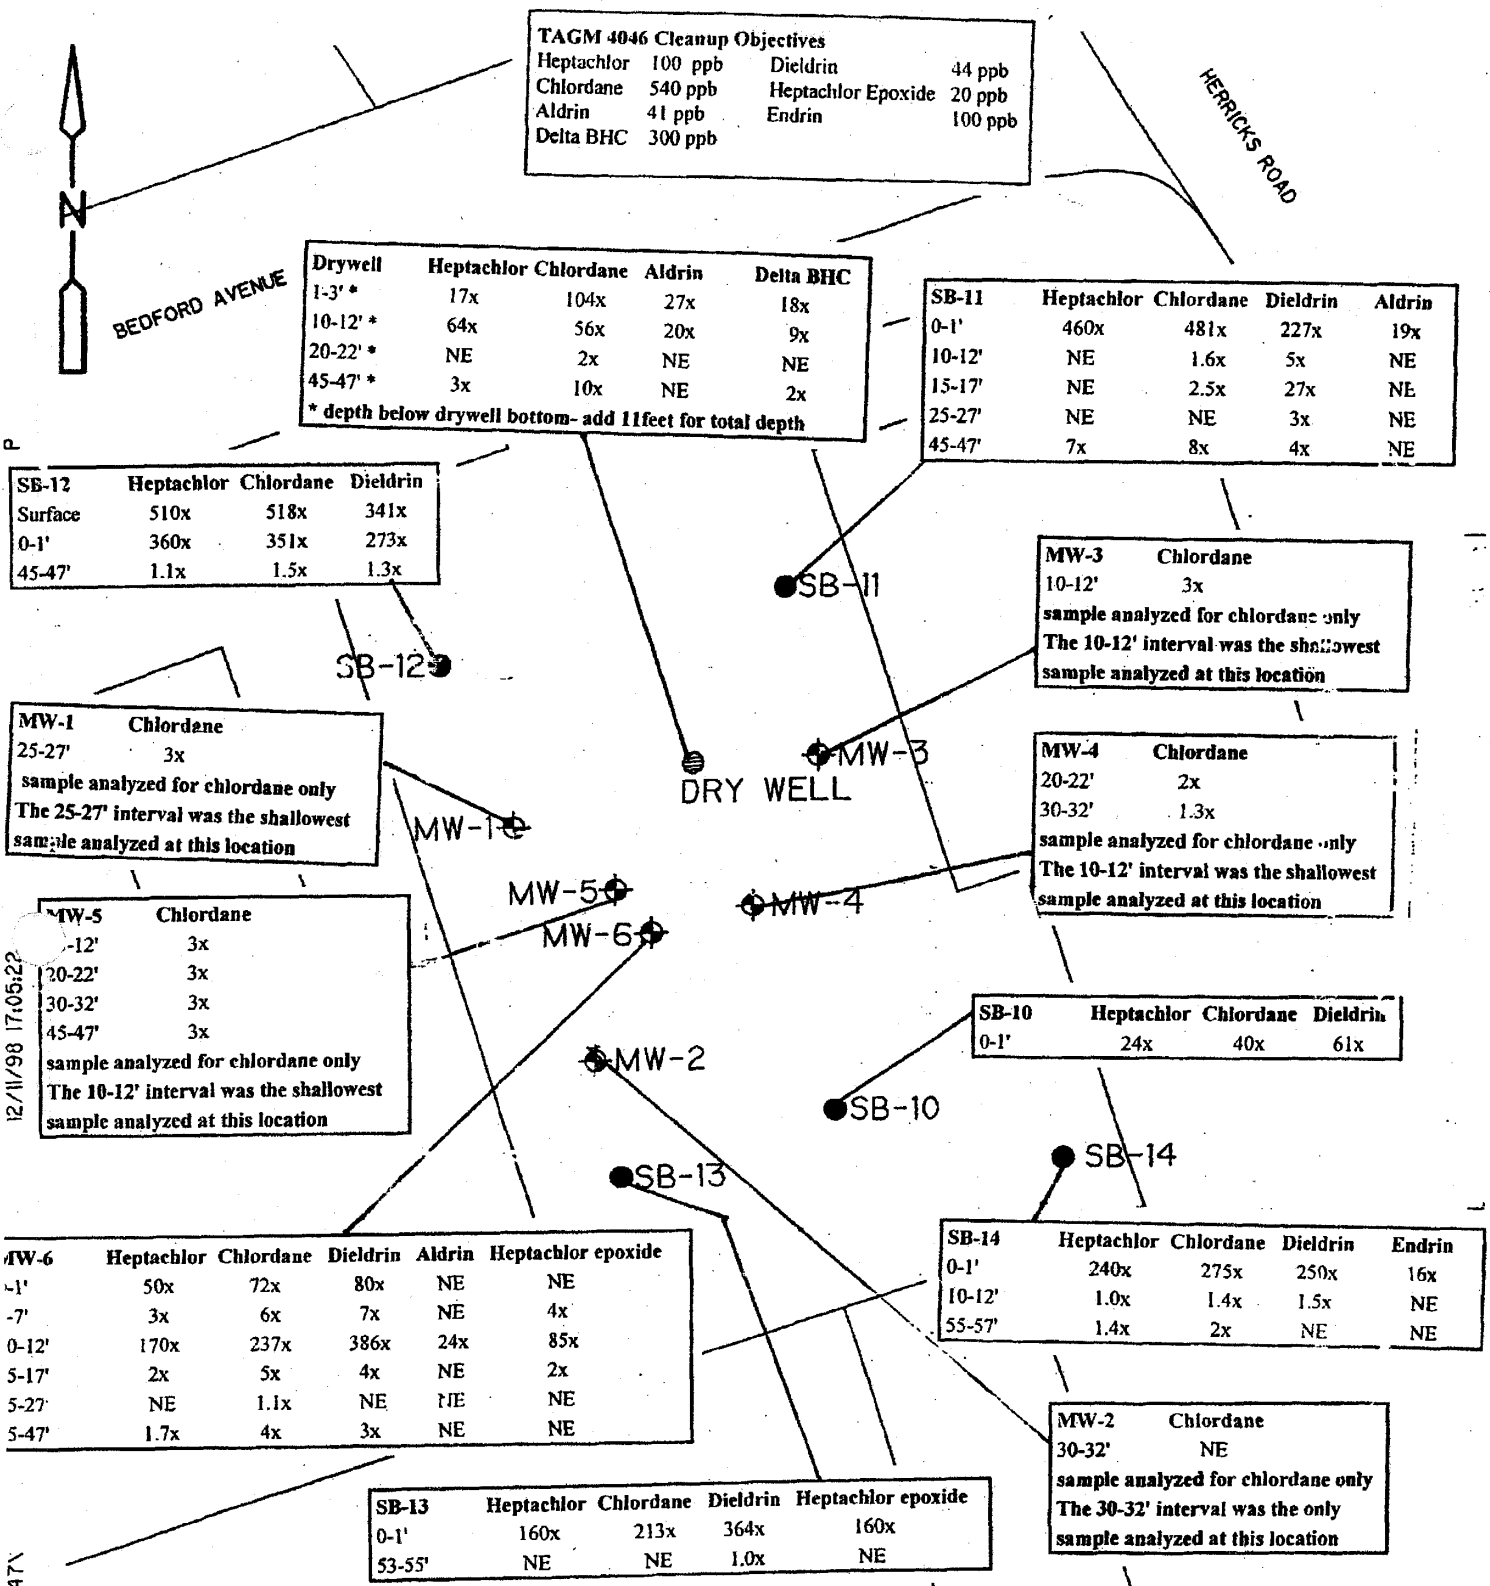 TAGM 4046 Cleanup Objectives
Heptachlor 100 ppb Dieldrin 44 ppb
Chlordane 540 ppb Heptachlor Epoxide 20 ppb
Aldrin 41 ppb Endrin 100 ppb
Delta BHC 300 ppb
HERRICKS ROAD
N
BEDFORD AVENUE
Drywell Heptachlor Chlordane Aldrin Delta BHC
1-3' * 17x 104x 27x 18x
10-12' * 64x 56x 20x 9x
20-22' * NE 2x NE NE
45-47' * 3x 10x NE 2x
* depth below drywell bottom- add 11feet for total depth
SB-11 Heptachlor Chlordane Dieldrin Aldrin
0-1' 460x 481x 227x 19x
10-12' NE 1.6x 5x NE
15-17' NE 2.5x 27x NE
25-27' NE NE 3x NE
45-47' 7x 8x 4x NE
P
SB-12 Heptachlor Chlordane Dieldrin
Surface 510x 518x 341x
0-1' 360x 351x 273x
45-47' 1.1x 1.5x 1.3x
MW-3 Chlordane
10-12' 3x
sample analyzed for chlordane only
The 10-12' interval was the shallowest
sample analyzed at this location
SB-11
SB-12
MW-1 Chlordane
25-27' 3x
sample analyzed for chlordane only
The 25-27' interval was the shallowest
sample analyzed at this location
MW-3
DRY WELL
MW-4 Chlordane
20-22' 2x
30-32' 1.3x
sample analyzed for chlordane only
The 10-12' interval was the shallowest
sample analyzed at this location
MW-1
MW-5
MW-4
MW-6
MW-5 Chlordane
-12' 3x
20-22' 3x
30-32' 3x
45-47' 3x
sample analyzed for chlordane only
The 10-12' interval was the shallowest
sample analyzed at this location
12/11/98 17:05:22
SB-10 Heptachlor Chlordane Dieldrin
0-1' 24x 40x 61x
MW-2
SB-10
SB-14
SB-13
MW-6 Heptachlor Chlordane Dieldrin Aldrin Heptachlor epoxide
-1' 50x 72x 80x NE NE
-7' 3x 6x 7x 4x
0-12' 170x 237x 386x 24x 85x
5-17' 2x 5x 4x NE 2x
5-27' NE 1.1x NE NE NE
5-47' 1.7x 4x 3x NE NE
SB-14 Heptachlor Chlordane Dieldrin Endrin
0-1' 240x 275x 250x 16x
10-12' 1.0x 1.4x 1.5x NE
55-57' 1.4x 2x NE NE
MW-2 Chlordane
30-32' NE
sample analyzed for chlordane only
The 30-32' interval was the only
sample analyzed at this location
SB-13 Heptachlor Chlordane Dieldrin Heptachlor epoxide
0-1' 160x 213x 364x 160x
53-55' NE NE 1.0x NE
47\